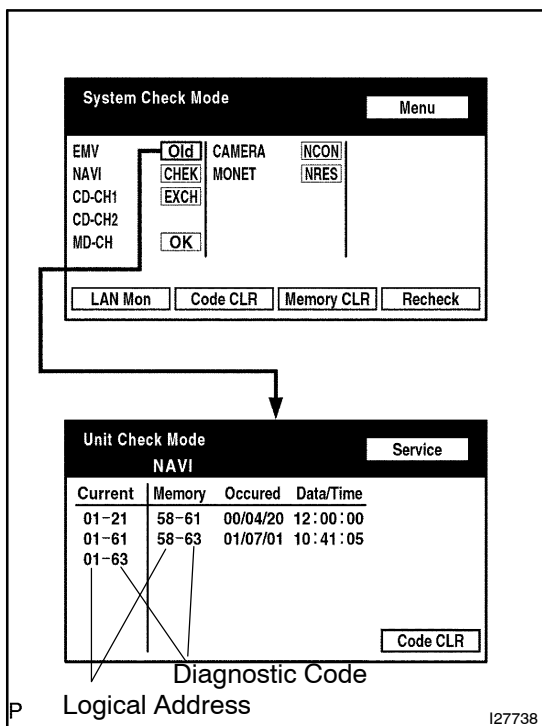 System Check Mode
Menu
EMV Old CAMERA NCON
NAVI CHEK MONET NRES
CD-CH1 EXCH
CD-CH2
MD-CH OK
LAN Mon Code CLR Memory CLR Recheck
Unit Check Mode
Service
NAVI
Current Memory Occured Data/Time
01-21 58-61 00/04/20 12:00:00
01-61 58-63 01/07/01 10:41:05
01-63
Code CLR
Diagnostic Code
Logical Address
P
I27738